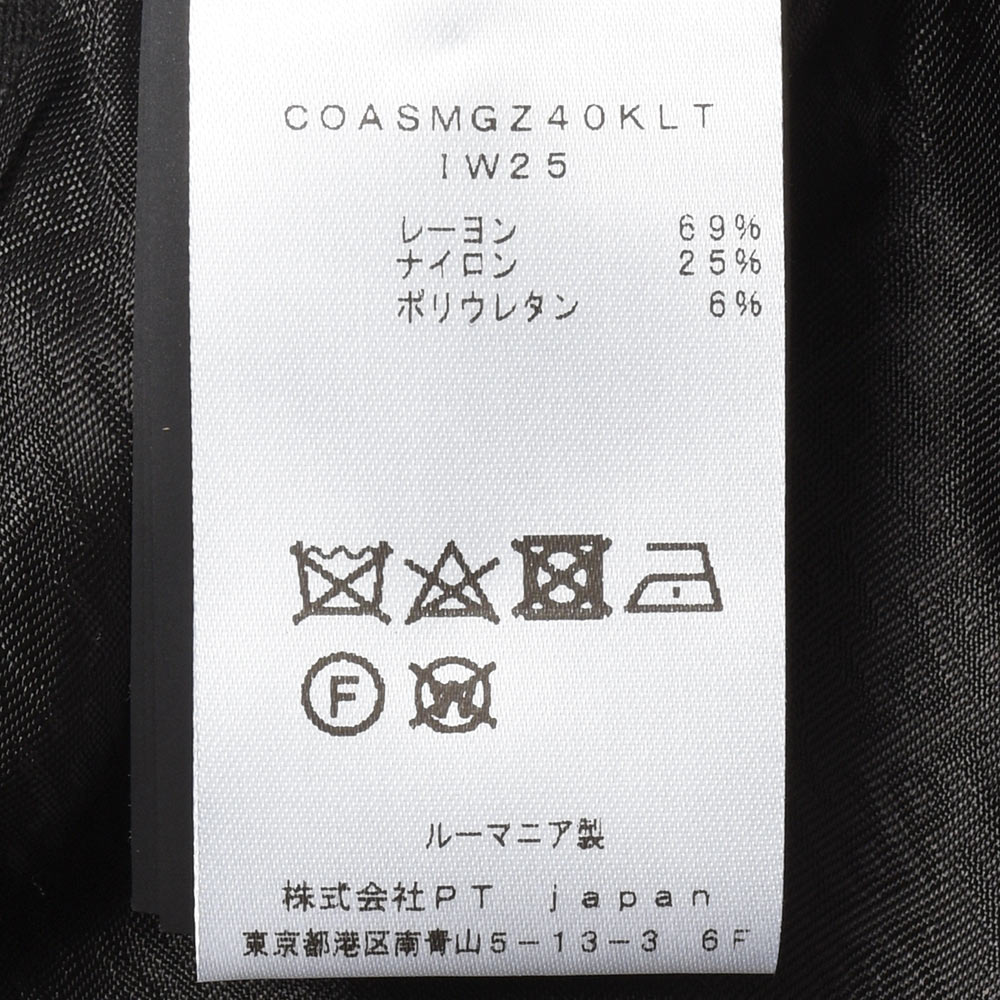 COASMGZ40KLT
IW25
レーヨン 69%
ナイロン 25%
ポリウレタン 6%
F
W
ルーマニア製
株式会社PT japan
東京都港区南青山5-13-3 6F